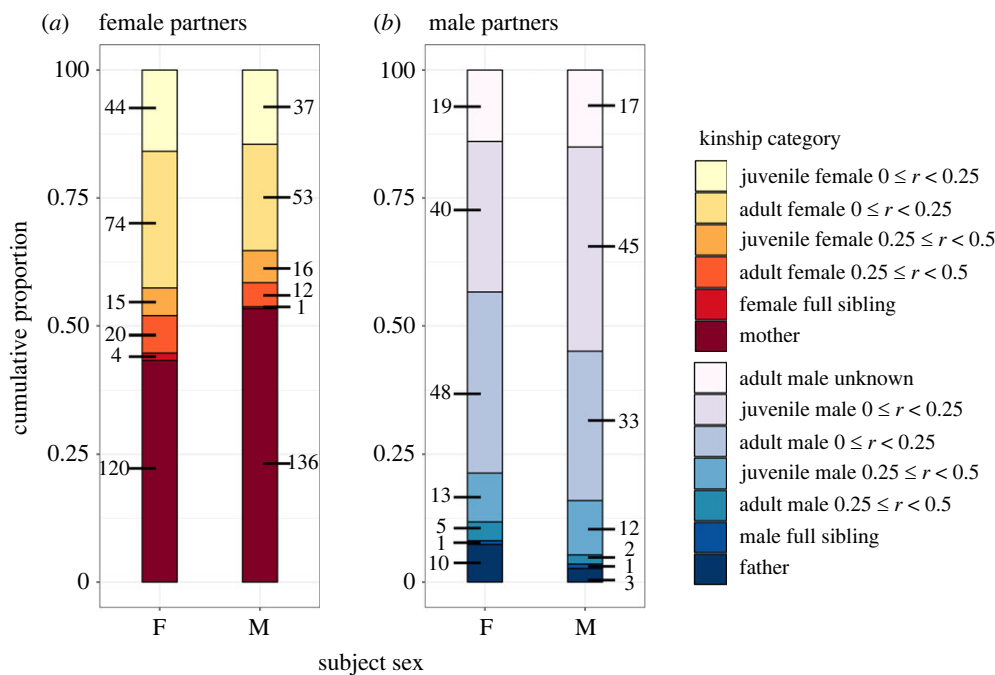 (a) female partners
(b) male partners
cumulative proportion
100
0.75
0.50
0.25
0
44
74
15
20
4
120
37
53
16
12
1
136
F
M
100
0.75
0.50
0.25
0
19
40
48
13
5
1
10
17
45
33
12
2
1
3
F
M
subject sex
kinship category
juvenile female 0 ≤ r < 0.25
adult female 0 ≤ r < 0.25
juvenile female 0.25 ≤ r < 0.5
adult female 0.25 ≤ r < 0.5
female full sibling
mother
adult male unknown
juvenile male 0 ≤ r < 0.25
adult male 0 ≤ r < 0.25
juvenile male 0.25 ≤ r < 0.5
adult male 0.25 ≤ r < 0.5
male full sibling
father